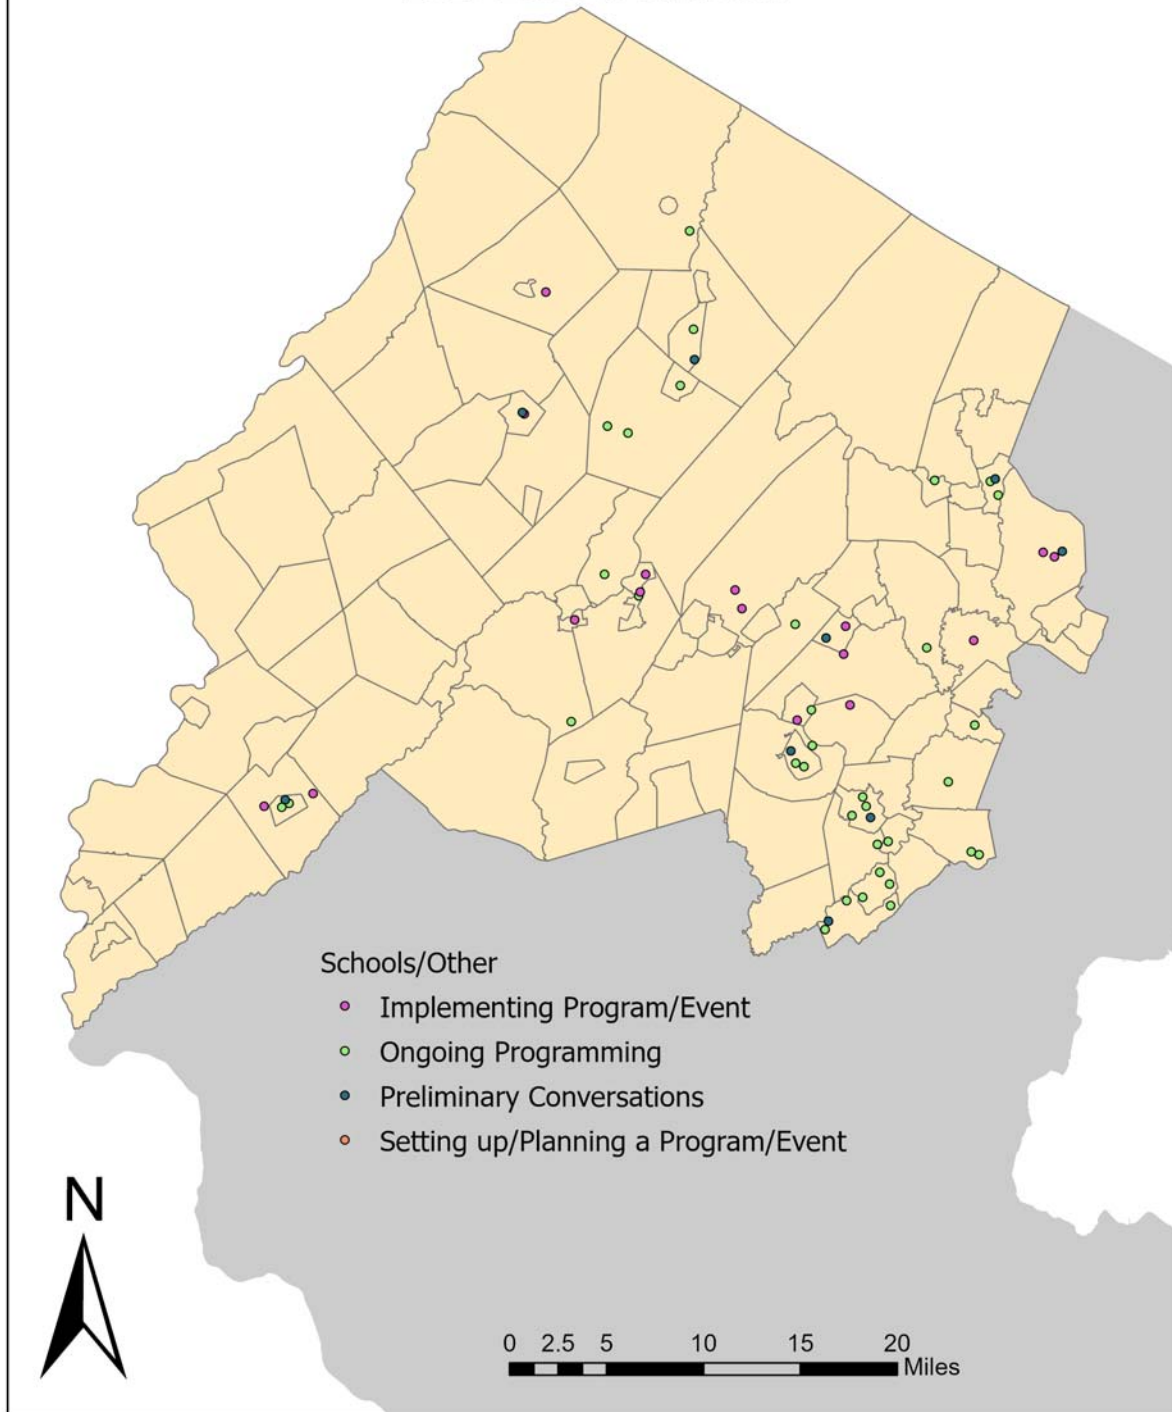 Schools/Other
Implementing Program/Event
Ongoing Programming
Preliminary Conversations
Setting up/Planning a Program/Event
N
0 2.5 5 10 15 20
Miles